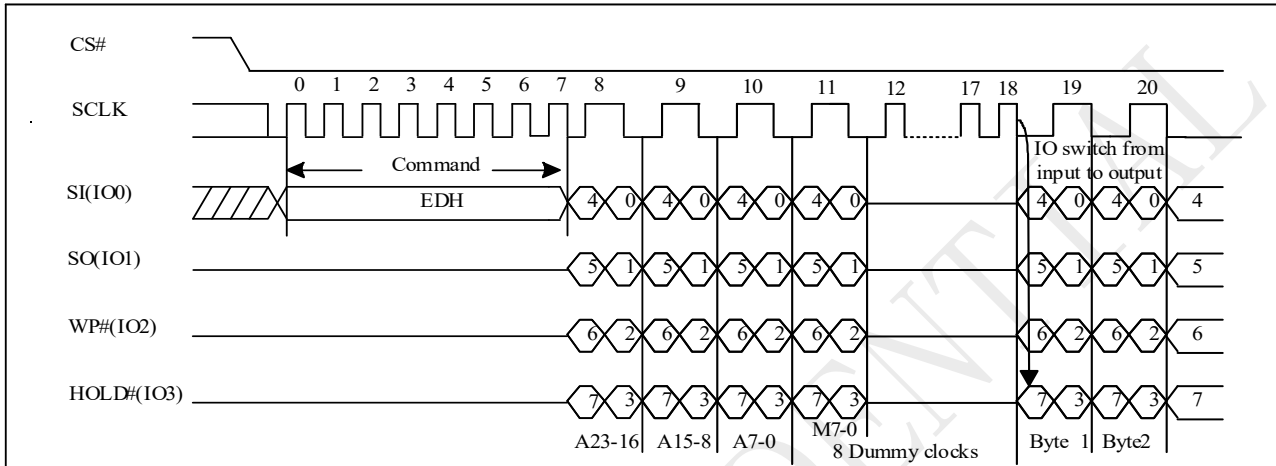 CS#
0 1 2 3 4 5 6 7 8 9 10 11 12 17 18 19 20
SCLK
IO switch from
input to output
Command
SI(IO0)
EDH
4 0 4 0 4 0 4 0 4 0 4 0 4
SO(IO1)
5 1 5 1 5 1 5 1 5 1 5 1 5
WP#(IO2)
6 2 6 2 6 2 6 2 6 2 6 2 6
HOLD#(IO3)
7 3 7 3 7 3 7 3 7 3 7 3 7
A23-16 A15-8 A7-0 M7-0
8 Dummy clocks
Byte 1 Byte2